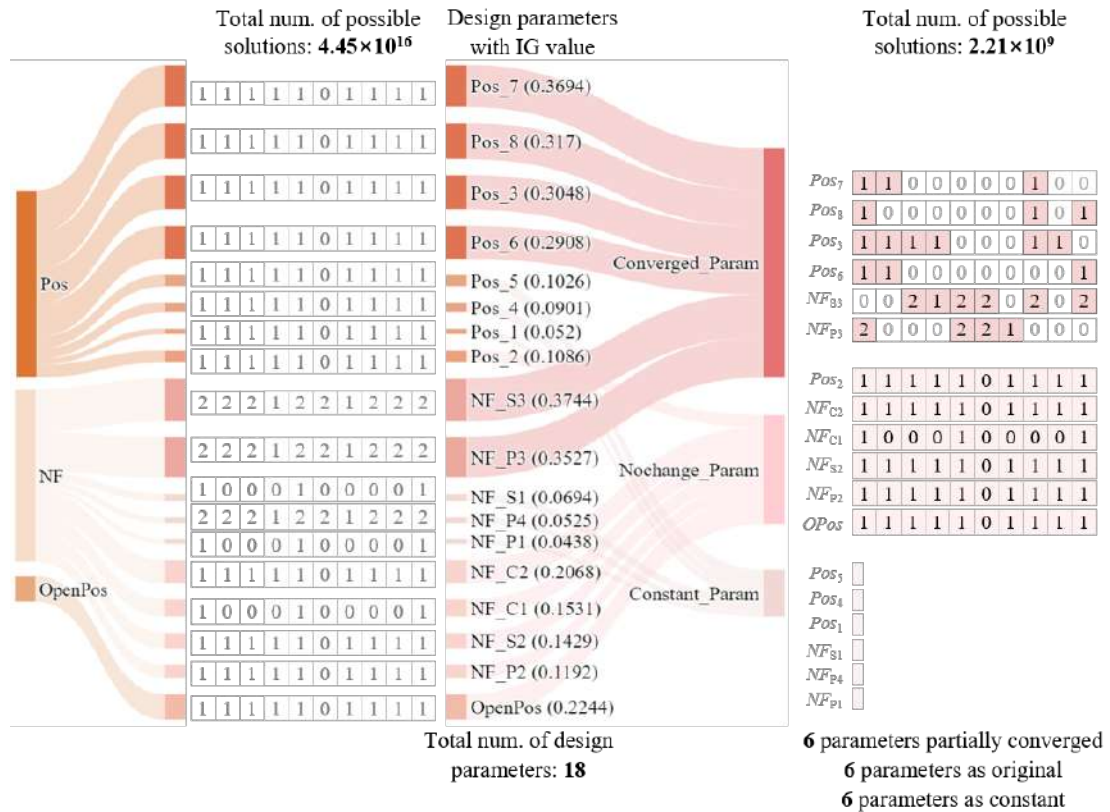 Total num. of possible
solutions: 4.45×10¹⁶
Design parameters
with IG value
Total num. of possible
solutions: 2.21×10⁹
Pos
NF
OpenPos
1 1 1 1 1 0 1 1 1 1
1 1 1 1 1 0 1 1 1 1
1 1 1 1 1 0 1 1 1 1
1 1 1 1 1 0 1 1 1 1
1 1 1 1 1 0 1 1 1 1
1 1 1 1 1 0 1 1 1 1
1 1 1 1 1 0 1 1 1 1
1 1 1 1 1 0 1 1 1 1
2 2 2 1 2 2 1 2 2 2
2 2 2 1 2 2 1 2 2 2
1 0 0 0 1 0 0 0 0 1
2 2 2 1 2 2 1 2 2 2
1 0 0 0 1 0 0 0 0 1
1 1 1 1 1 0 1 1 1 1
1 0 0 0 1 0 0 0 0 1
1 1 1 1 1 0 1 1 1 1
1 1 1 1 1 0 1 1 1 1
1 1 1 1 1 0 1 1 1 1
Pos_7 (0.3694)
Pos_8 (0.317)
Pos_3 (0.3048)
Pos_6 (0.2908)
Pos_5 (0.1026)
Pos_4 (0.0901)
Pos_1 (0.052)
Pos_2 (0.1086)
NF_S3 (0.3744)
NF_P3 (0.3527)
NF_S1 (0.0694)
NF_P4 (0.0525)
NF_P1 (0.0438)
NF_C2 (0.2068)
NF_C1 (0.1531)
NF_S2 (0.1429)
NF_P2 (0.1192)
OpenPos (0.2244)
Converged_Param
Nochange_Param
Constant_Param
Pos₇ 1 1 0 0 0 0 0 1 0 0
Pos₈ 1 0 0 0 0 0 0 1 0 1
Pos₃ 1 1 1 1 0 0 0 1 1 0
Pos₆ 1 1 0 0 0 0 0 0 0 1
NF_S3 0 0 2 1 2 2 0 2 0 2
NF_P3 2 0 0 0 2 2 1 0 0 0
Pos₂ 1 1 1 1 1 0 1 1 1 1
NF_C2 1 1 1 1 1 0 1 1 1 1
NF_C1 1 0 0 0 1 0 0 0 0 1
NF_S2 1 1 1 1 1 0 1 1 1 1
NF_P2 1 1 1 1 1 0 1 1 1 1
OPos 1 1 1 1 1 0 1 1 1 1
Pos₅
Pos₄
Pos₁
NF_S1
NF_P4
NF_P1
Total num. of design
parameters: 18
6 parameters partially converged
6 parameters as original
6 parameters as constant